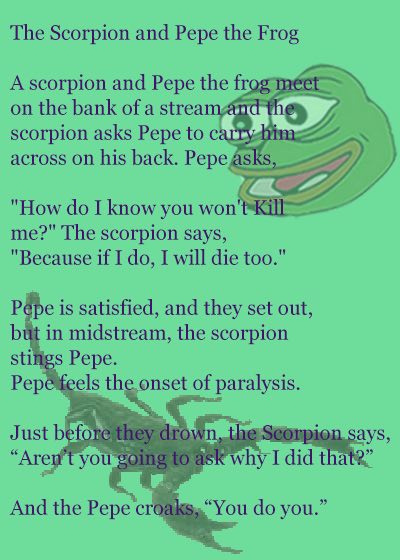 The Scorpion and Pepe the Frog
A scorpion and Pepe the frog meet
on the bank of a stream and the
scorpion asks Pepe to carry him
across on his back. Pepe asks,
"How do I know you won't Kill
me?" The scorpion says,
"Because if I do, I will die too."
Pepe is satisfied, and they set out,
but in midstream, the scorpion
stings Pepe.
Pepe feels the onset of paralysis.
Just before they drown, the Scorpion says,
“Aren’t you going to ask why I did that?”
And the Pepe croaks, “You do you.”